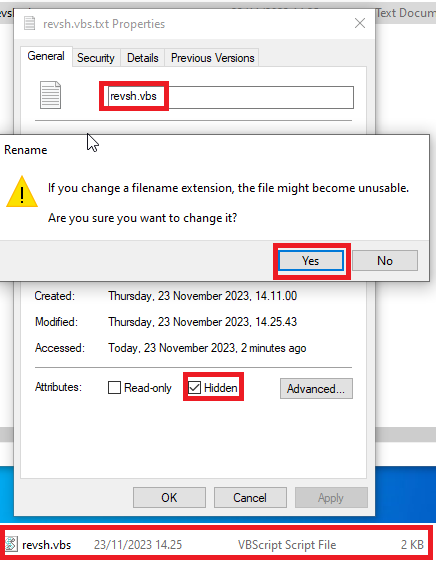 revsh.vbs.txt Properties
Text Docum
General Security Details Previous Versions
revsh.vbs
Rename
If you change a filename extension, the file might become unusable.
Are you sure you want to change it?
Yes No
Created: Thursday, 23 November 2023, 14.11.00
Modified: Thursday, 23 November 2023, 14.25.43
Accessed: Today, 23 November 2023, 2 minutes ago
Attributes: Read-only Hidden Advanced...
OK Cancel Apply
revsh.vbs 23/11/2023 14.25 VBScript Script File 2 KB